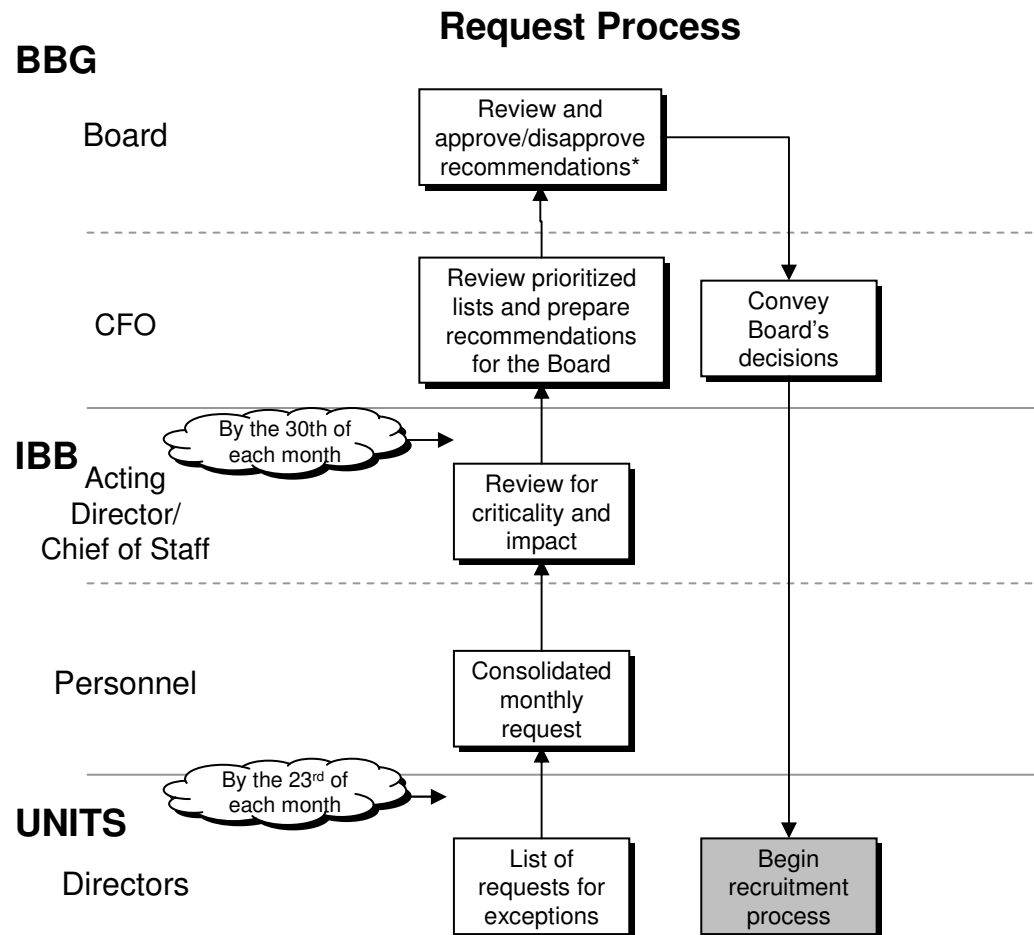 Request Process
BBG
Board
Review and
approve/disapprove
recommendations*
CFO
Review prioritized
lists and prepare
recommendations
for the Board
Convey
Board’s
decisions
By the 30th of
each month
IBB
Acting
Director/
Chief of Staff
Review for
criticality and
impact
Personnel
Consolidated
monthly
request
By the 23rd of
each month
UNITS
Directors
List of
requests for
exceptions
Begin
recruitment
process